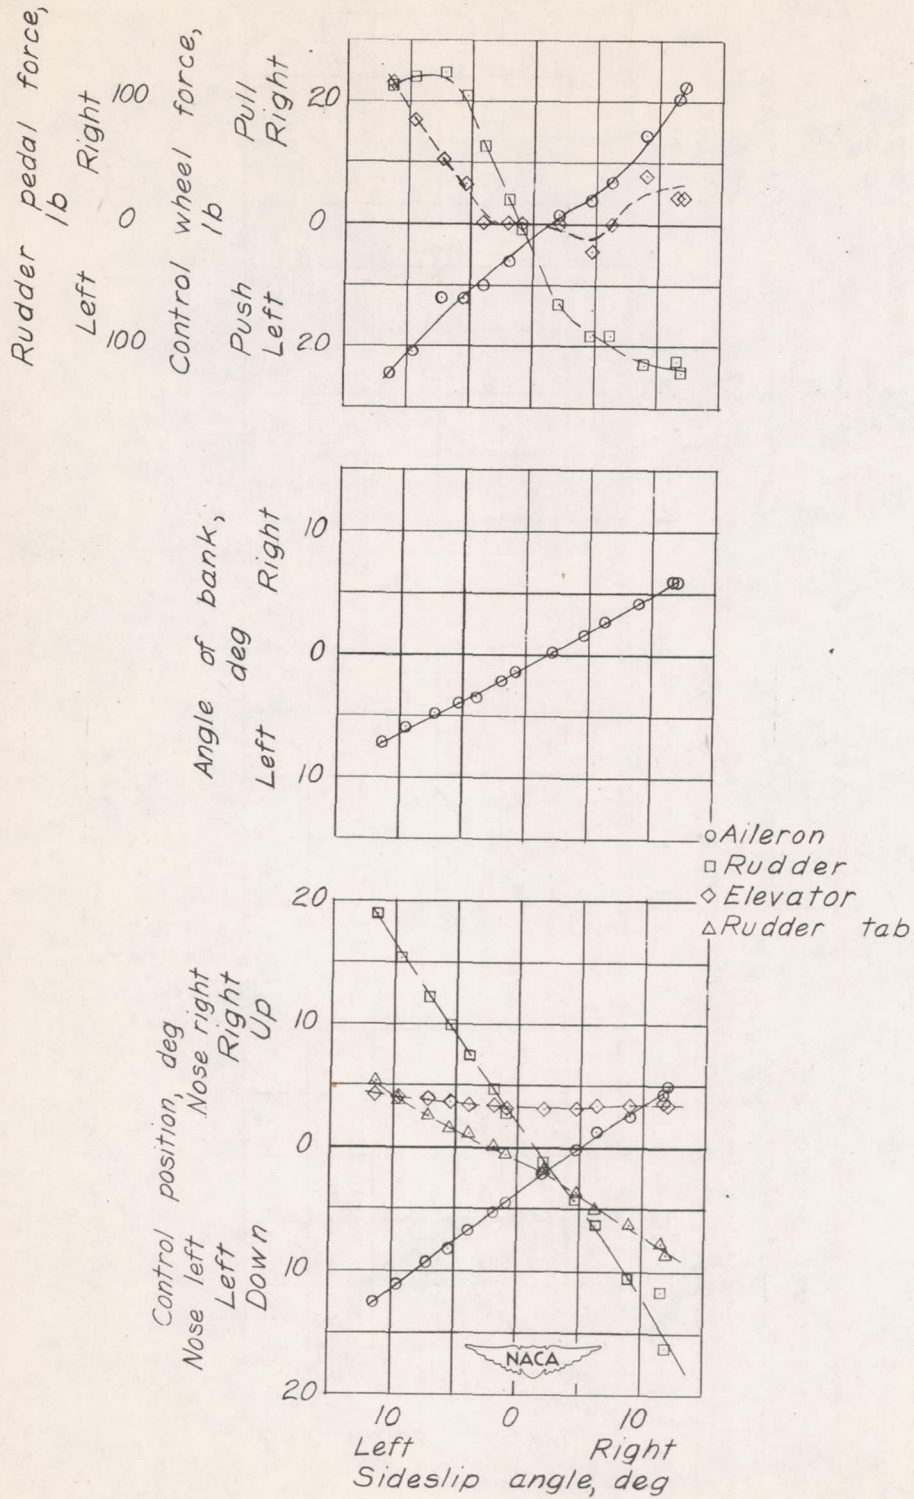 Rudder pedal force,
lb
Left Right
100
0
100
Control wheel force,
lb
Push Pull
Left Right
20
0
20
Angle of bank,
deg
Left Right
10
0
10
○ Aileron
□ Rudder
◇ Elevator
△ Rudder tab
Control position, deg
Nose left Nose right
Left Right
Down Up
20
10
0
10
20
NACA
10 0 10
Left Right
Sideslip angle, deg